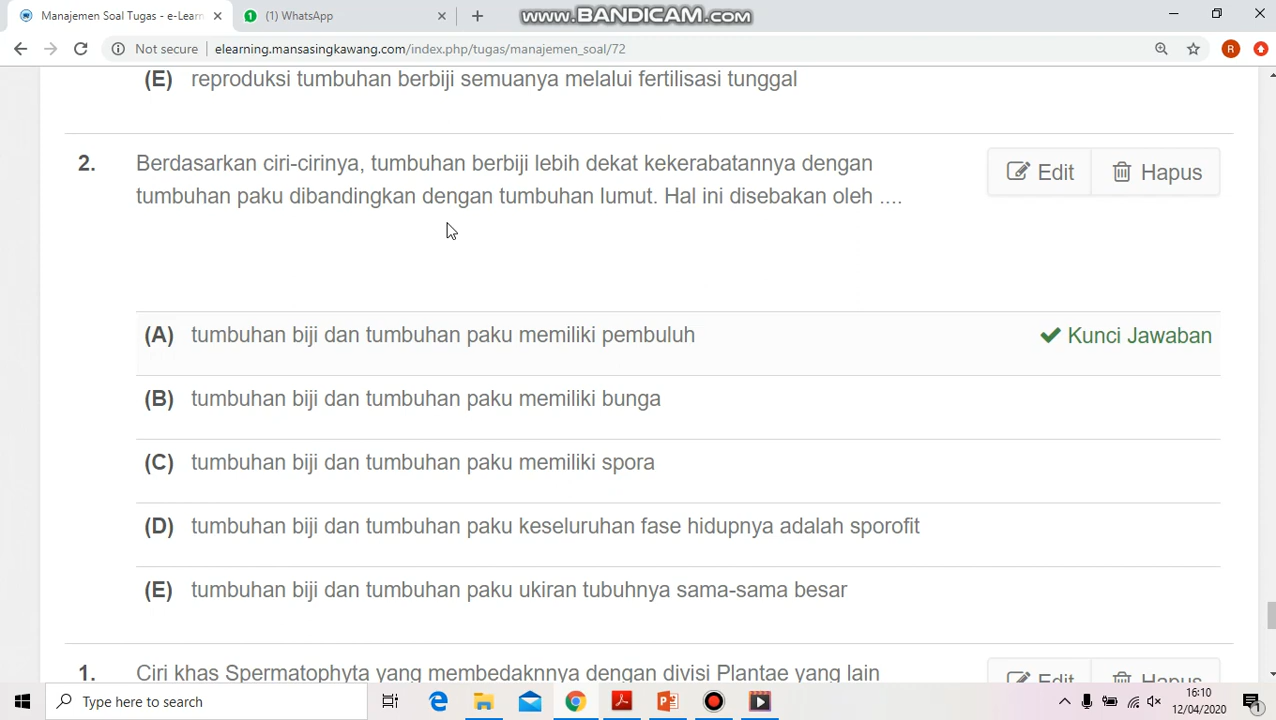 Manajemen Soal Tugas - e-Learn
(1) WhatsApp
www.BANDICAM.com
Not secure
elearning.mansasingkawang.com/index.php/tugas/manajemen_soal/72
R
(E) reproduksi tumbuhan berbiji semuanya melalui fertilisasi tunggal
2. Berdasarkan ciri-cirinya, tumbuhan berbiji lebih dekat kekerabatannya dengan
tumbuhan paku dibandingkan dengan tumbuhan lumut. Hal ini disebakan oleh ....
Edit
Hapus
(A) tumbuhan biji dan tumbuhan paku memiliki pembuluh
Kunci Jawaban
(B) tumbuhan biji dan tumbuhan paku memiliki bunga
(C) tumbuhan biji dan tumbuhan paku memiliki spora
(D) tumbuhan biji dan tumbuhan paku keseluruhan fase hidupnya adalah sporofit
(E) tumbuhan biji dan tumbuhan paku ukiran tubuhnya sama-sama besar
1. Ciri khas Spermatophyta yang membedaknnya dengan divisi Plantae yang lain
Edit
Hapus
Type here to search
16:10
12/04/2020
1